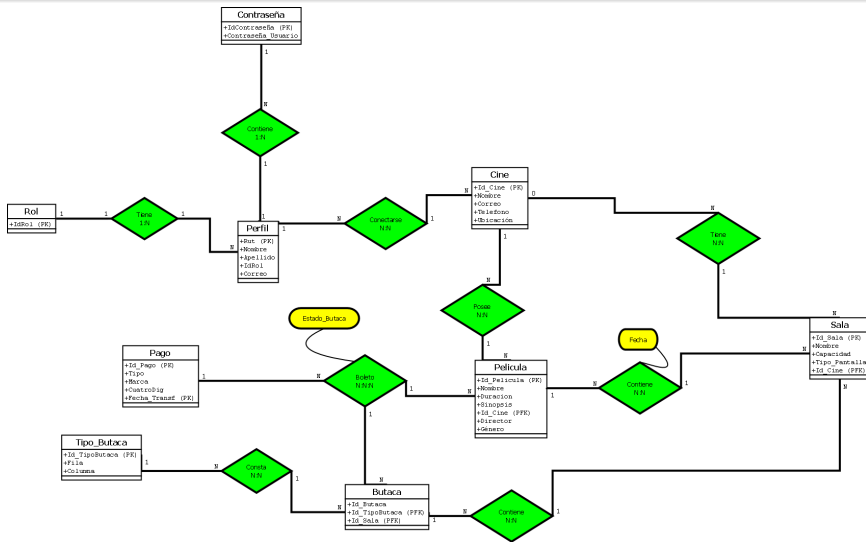 Contraseña
+IdContraseña (PK)
+Contraseña_Usuario
1
N
Contiene
1:N
1
1
Rol
+IdRol (PK)
1
1
Tiene
1:N
1
N
Perfil
+Rut (PK)
+Nombre
+Apellido
+IdRol
+Correo
1
N
Conectarse
N:N
1
N
Cine
+Id_Cine (PK)
+Nombre
+Correo
+Telefono
+Ubicación
0
N
Tiene
N:N
1
N
1
N
Posee
N:N
1
N
Sala
+Id_Sala (PK)
+Nombre
+Capacidad
+Tipo_Pantalla
+Id_Cine (PFK)
N
Estado_Butaca
Fecha
Pago
+Id_Pago (PK)
+Tipo
+Marca
+CuatroDig
+Fecha_Transf (PK)
1
N
Boleto
N:N:N
1
N
Pelicula
+Id_Pelicula (PK)
+Nombre
+Duracion
+Sinopsis
+Id_Cine (PFK)
+Director
+Género
1
N
Contiene
N:N
1
N
1
N
Tipo_Butaca
+Id_TipoButaca (PK)
+Fila
+Columna
1
N
Consta
N:N
1
N
Butaca
+Id_Butaca
+Id_TipoButaca (PFK)
+Id_Sala (PFK)
1
N
Contiene
N:N
1